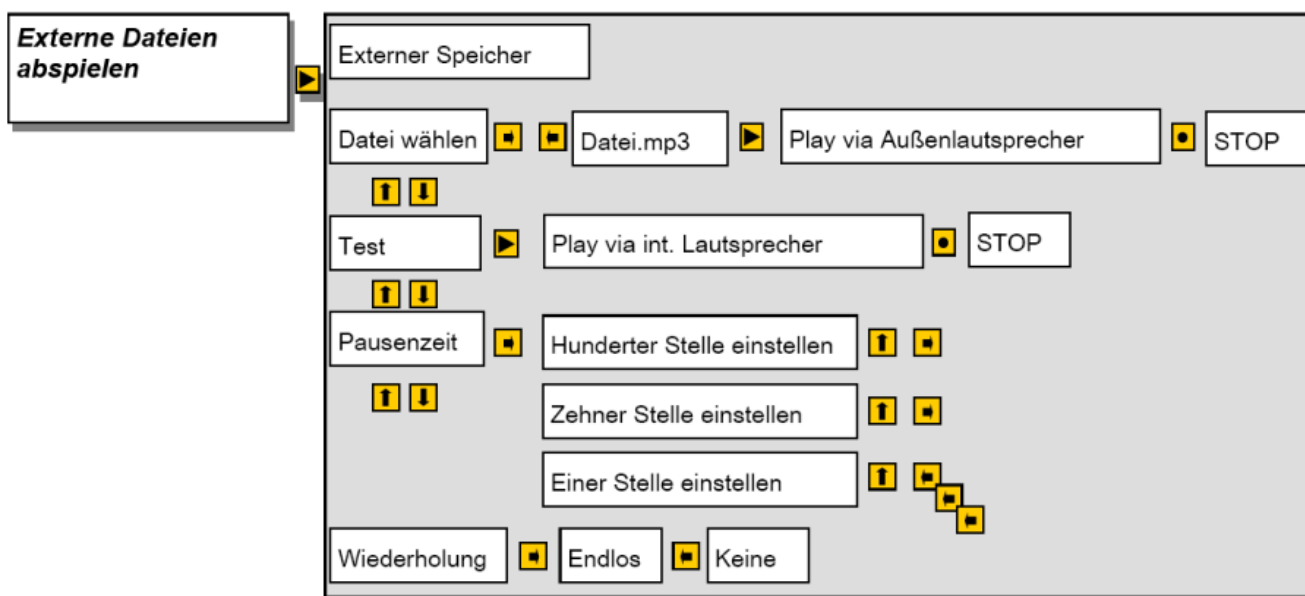 Externe Dateien
abspielen
Externer Speicher
Datei wählen
Datei.mp3
Play via Außenlautsprecher
STOP
Test
Play via int. Lautsprecher
STOP
Pausenzeit
Hunderter Stelle einstellen
Zehner Stelle einstellen
Einer Stelle einstellen
Wiederholung
Endlos
Keine